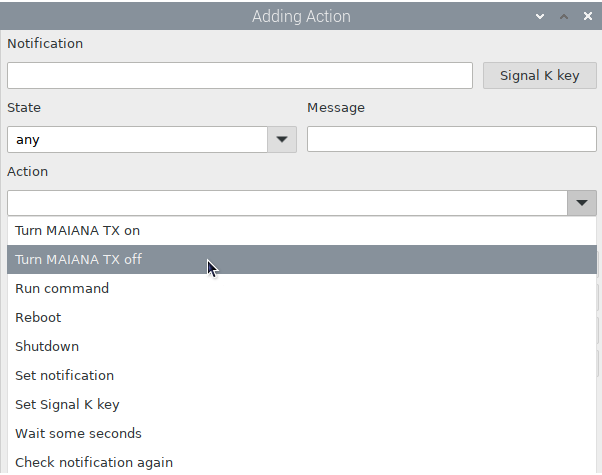 Adding Action
Notification
Signal K key
State
Message
any
Action
Turn MAIANA TX on
Turn MAIANA TX off
Run command
Reboot
Shutdown
Set notification
Set Signal K key
Wait some seconds
Check notification again